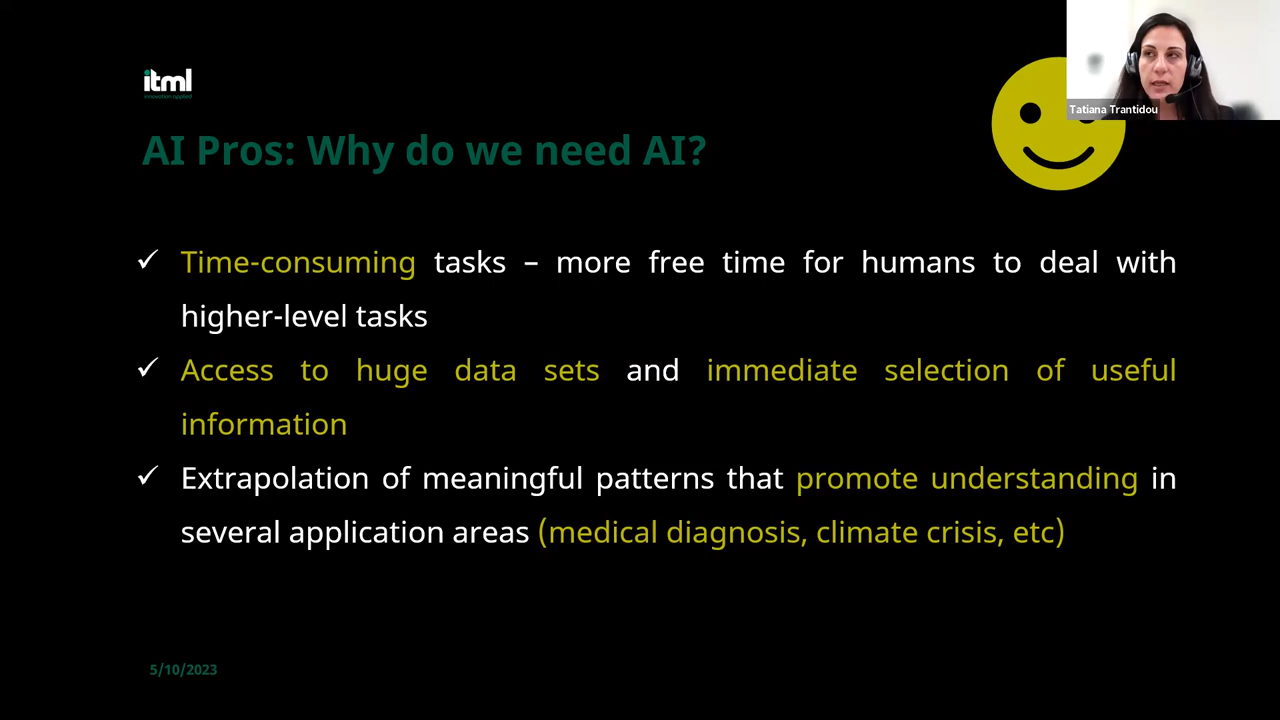 itml
innovation applied
Tatiana Trantidou
AI Pros: Why do we need AI?
✓ Time-consuming tasks – more free time for humans to deal with
higher-level tasks
✓ Access to huge data sets and immediate selection of useful
information
✓ Extrapolation of meaningful patterns that promote understanding in
several application areas (medical diagnosis, climate crisis, etc)
5/10/2023